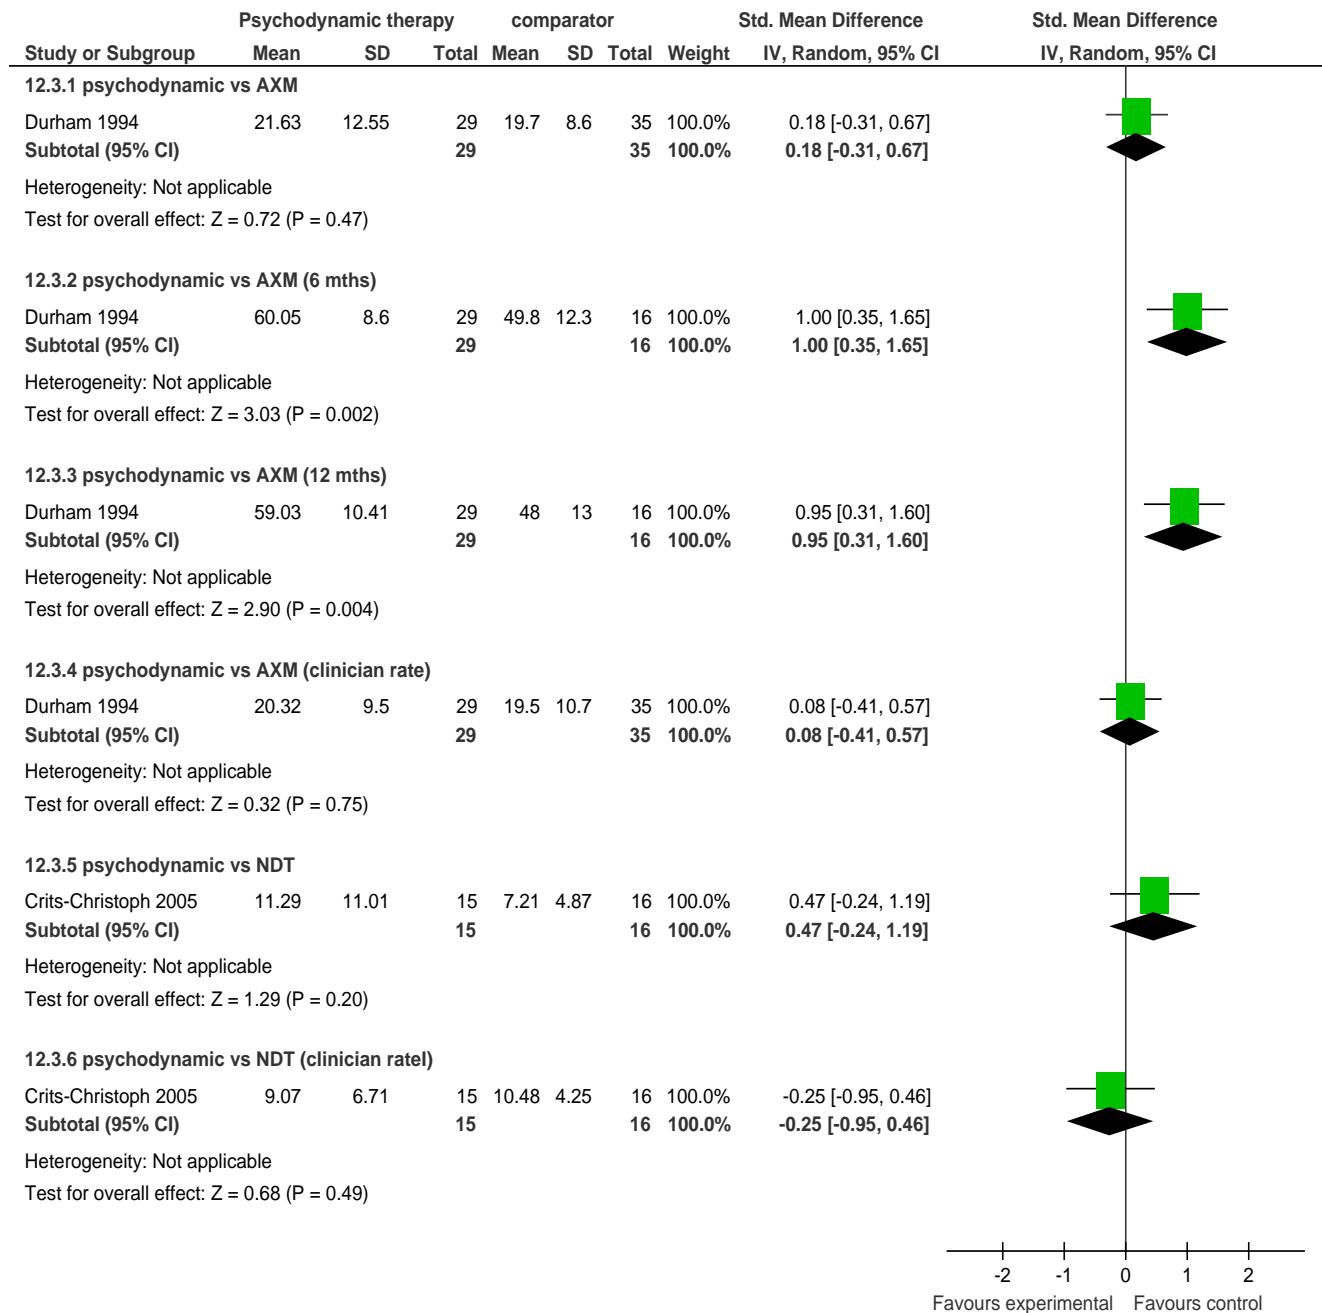 Psychodynamic therapy comparator Std. Mean Difference Std. Mean Difference
Study or Subgroup Mean SD Total Mean SD Total Weight IV, Random, 95% CI IV, Random, 95% CI
12.3.1 psychodynamic vs AXM
Durham 1994 21.63 12.55 29 19.7 8.6 35 100.0% 0.18 [-0.31, 0.67]
Subtotal (95% CI) 29 35 100.0% 0.18 [-0.31, 0.67]
Heterogeneity: Not applicable
Test for overall effect: Z = 0.72 (P = 0.47)
12.3.2 psychodynamic vs AXM (6 mths)
Durham 1994 60.05 8.6 29 49.8 12.3 16 100.0% 1.00 [0.35, 1.65]
Subtotal (95% CI) 29 16 100.0% 1.00 [0.35, 1.65]
Heterogeneity: Not applicable
Test for overall effect: Z = 3.03 (P = 0.002)
12.3.3 psychodynamic vs AXM (12 mths)
Durham 1994 59.03 10.41 29 48 13 16 100.0% 0.95 [0.31, 1.60]
Subtotal (95% CI) 29 16 100.0% 0.95 [0.31, 1.60]
Heterogeneity: Not applicable
Test for overall effect: Z = 2.90 (P = 0.004)
12.3.4 psychodynamic vs AXM (clinician rate)
Durham 1994 20.32 9.5 29 19.5 10.7 35 100.0% 0.08 [-0.41, 0.57]
Subtotal (95% CI) 29 35 100.0% 0.08 [-0.41, 0.57]
Heterogeneity: Not applicable
Test for overall effect: Z = 0.32 (P = 0.75)
12.3.5 psychodynamic vs NDT
Crits-Christoph 2005 11.29 11.01 15 7.21 4.87 16 100.0% 0.47 [-0.24, 1.19]
Subtotal (95% CI) 15 16 100.0% 0.47 [-0.24, 1.19]
Heterogeneity: Not applicable
Test for overall effect: Z = 1.29 (P = 0.20)
12.3.6 psychodynamic vs NDT (clinician ratel)
Crits-Christoph 2005 9.07 6.71 15 10.48 4.25 16 100.0% -0.25 [-0.95, 0.46]
Subtotal (95% CI) 15 16 100.0% -0.25 [-0.95, 0.46]
Heterogeneity: Not applicable
Test for overall effect: Z = 0.68 (P = 0.49)
-2 -1 0 1 2
Favours experimental Favours control